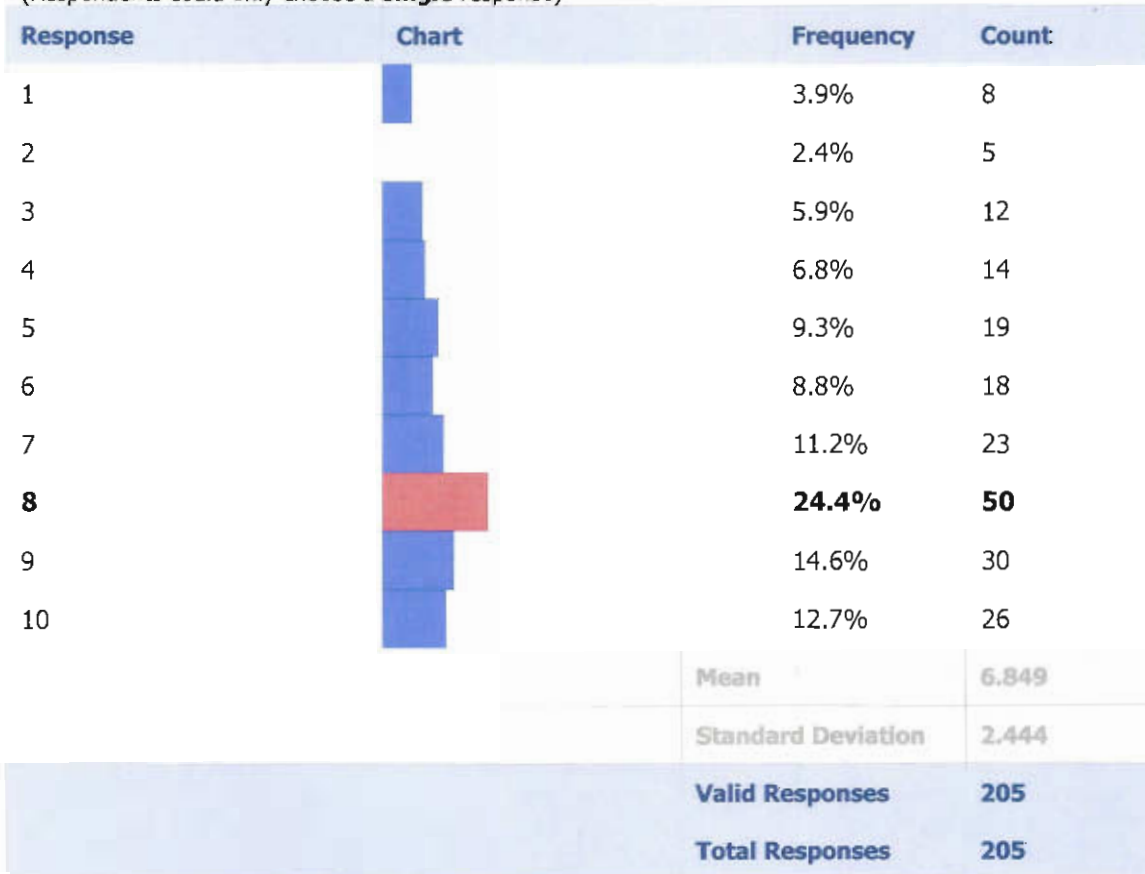 Response Chart Frequency Count
1 3.9% 8
2 2.4% 5
3 5.9% 12
4 6.8% 14
5 9.3% 19
6 8.8% 18
7 11.2% 23
8 24.4% 50
9 14.6% 30
10 12.7% 26
Mean 6.849
Standard Deviation 2.444
Valid Responses 205
Total Responses 205